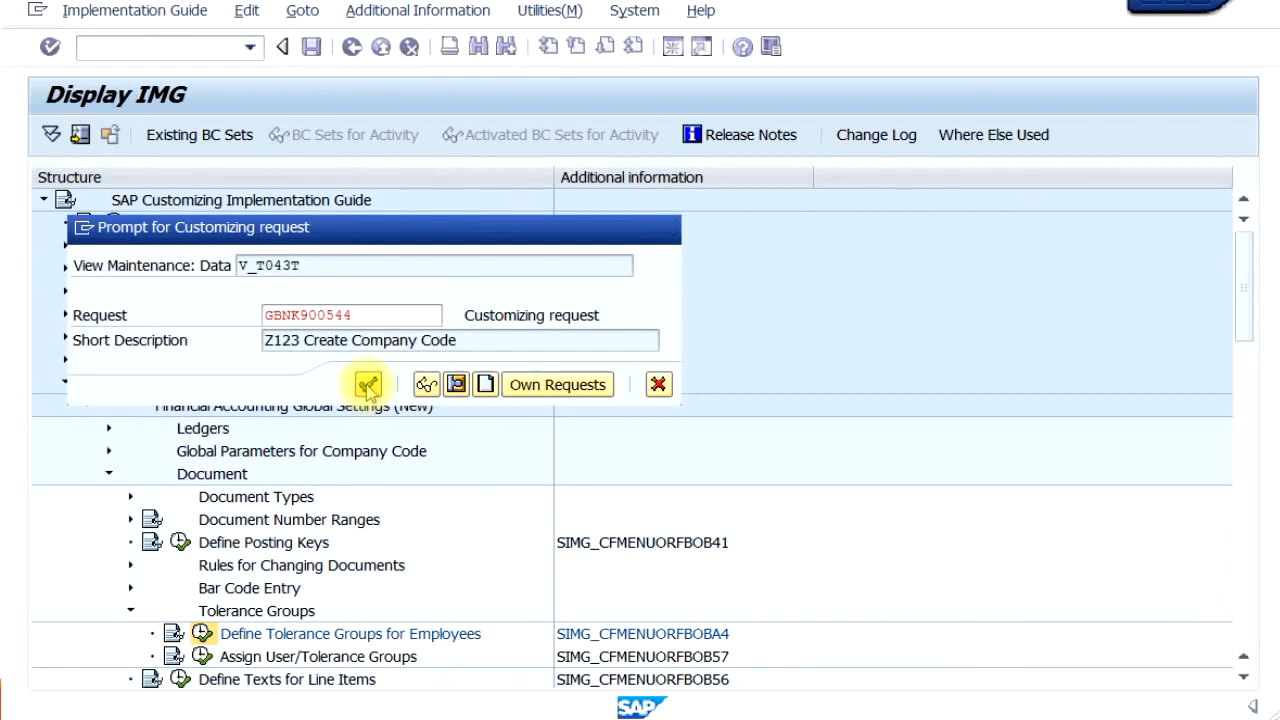 Implementation Guide Edit Goto Additional Information Utilities(M) System Help
Display IMG
Existing BC Sets BC Sets for Activity Activated BC Sets for Activity Release Notes Change Log Where Else Used
Structure Additional information
SAP Customizing Implementation Guide
Prompt for Customizing request
View Maintenance: Data V_T043T
Request GBNK900544 Customizing request
Short Description Z123 Create Company Code
Own Requests
Financial Accounting Global Settings (New)
Ledgers
Global Parameters for Company Code
Document
Document Types
Document Number Ranges
Define Posting Keys SIMG_CFMENUORFBOB41
Rules for Changing Documents
Bar Code Entry
Tolerance Groups
Define Tolerance Groups for Employees SIMG_CFMENUORFBOBA4
Assign User/Tolerance Groups SIMG_CFMENUORFBOB57
Define Texts for Line Items SIMG_CFMENUORFBOB56
SAP